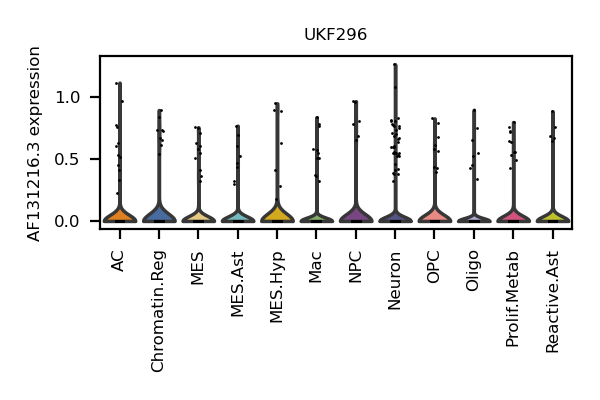 UKF296
AF131216.3 expression
1.0
0.5
0.0
AC
Chromatin.Reg
MES
MES.Ast
MES.Hyp
Mac
NPC
Neuron
OPC
Oligo
Prolif.Metab
Reactive.Ast